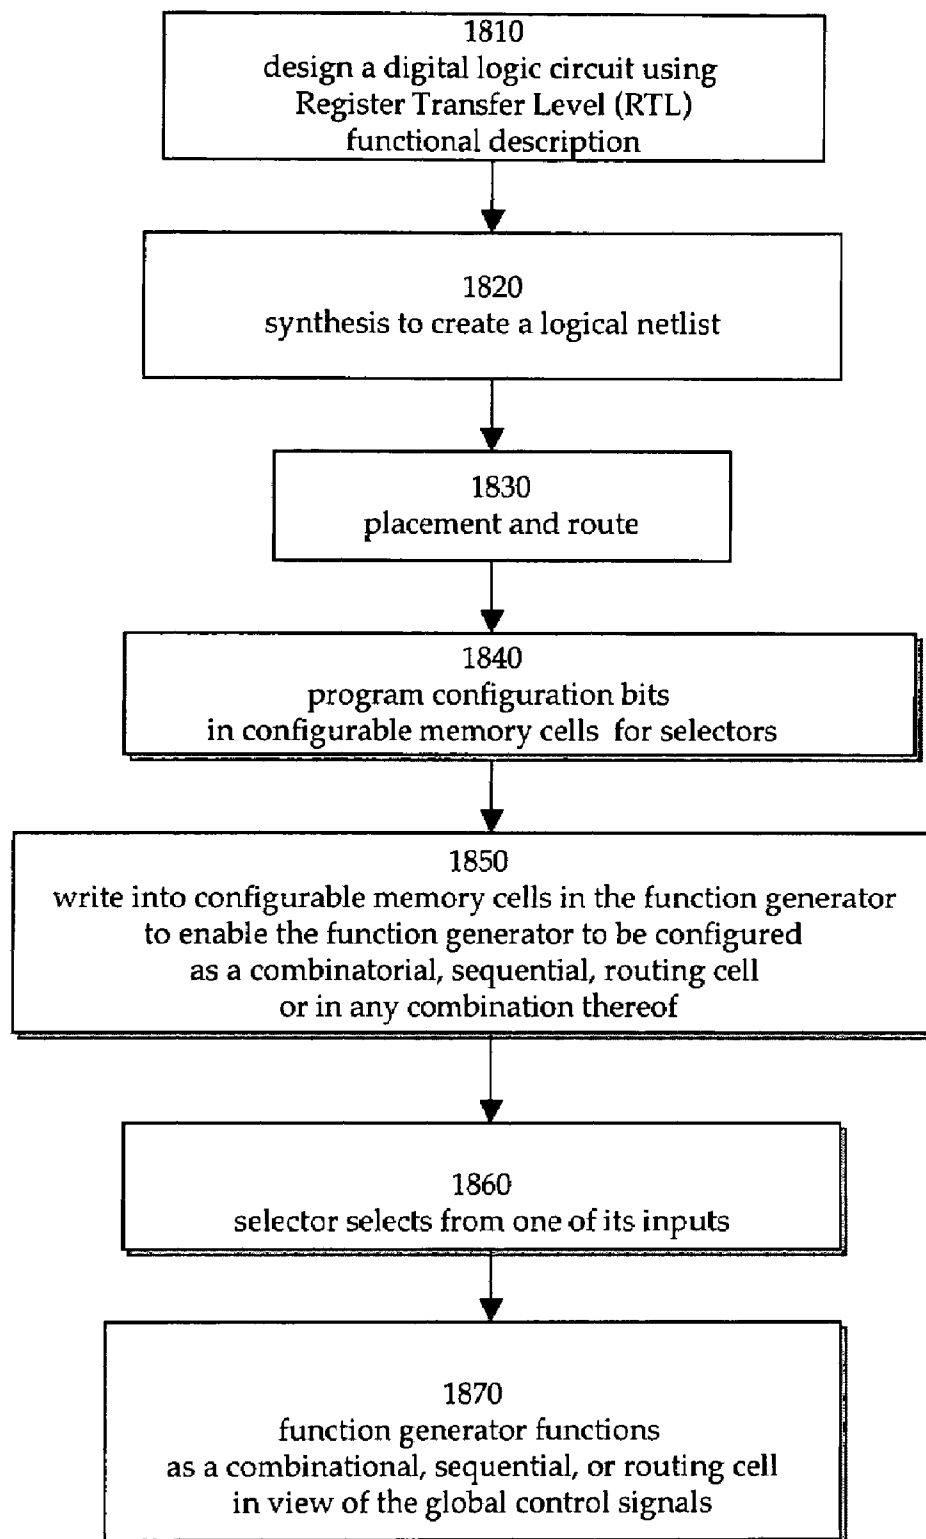 1810
design a digital logic circuit using
Register Transfer Level (RTL)
functional description
1820
synthesis to create a logical netlist
1830
placement and route
1840
program configuration bits
in configurable memory cells for selectors
1850
write into configurable memory cells in the function generator
to enable the function generator to be configured
as a combinatorial, sequential, routing cell
or in any combination thereof
1860
selector selects from one of its inputs
1870
function generator functions
as a combinational, sequential, or routing cell
in view of the global control signals